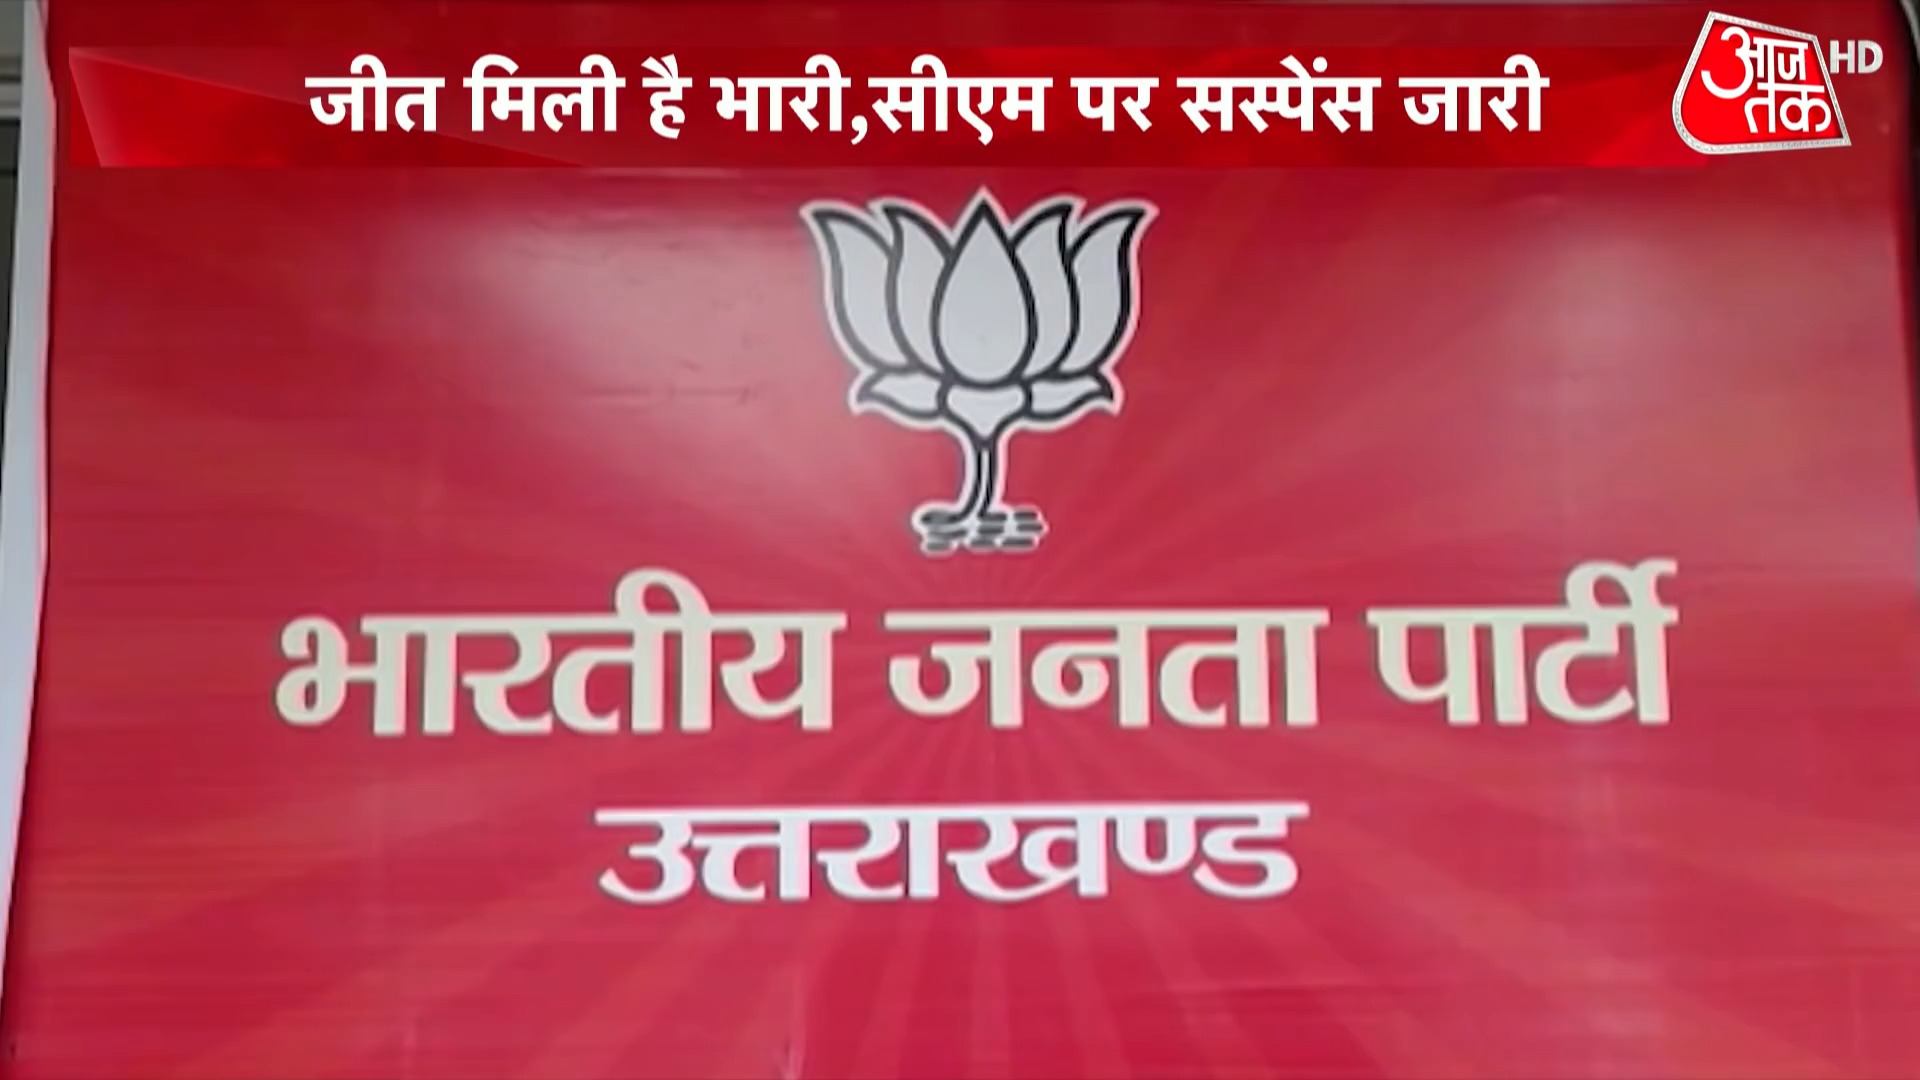 जीत मिली है भारी,सीएम पर सस्पेंस जारी
आज तक HD
भारतीय जनता पार्टी
उत्तराखण्ड